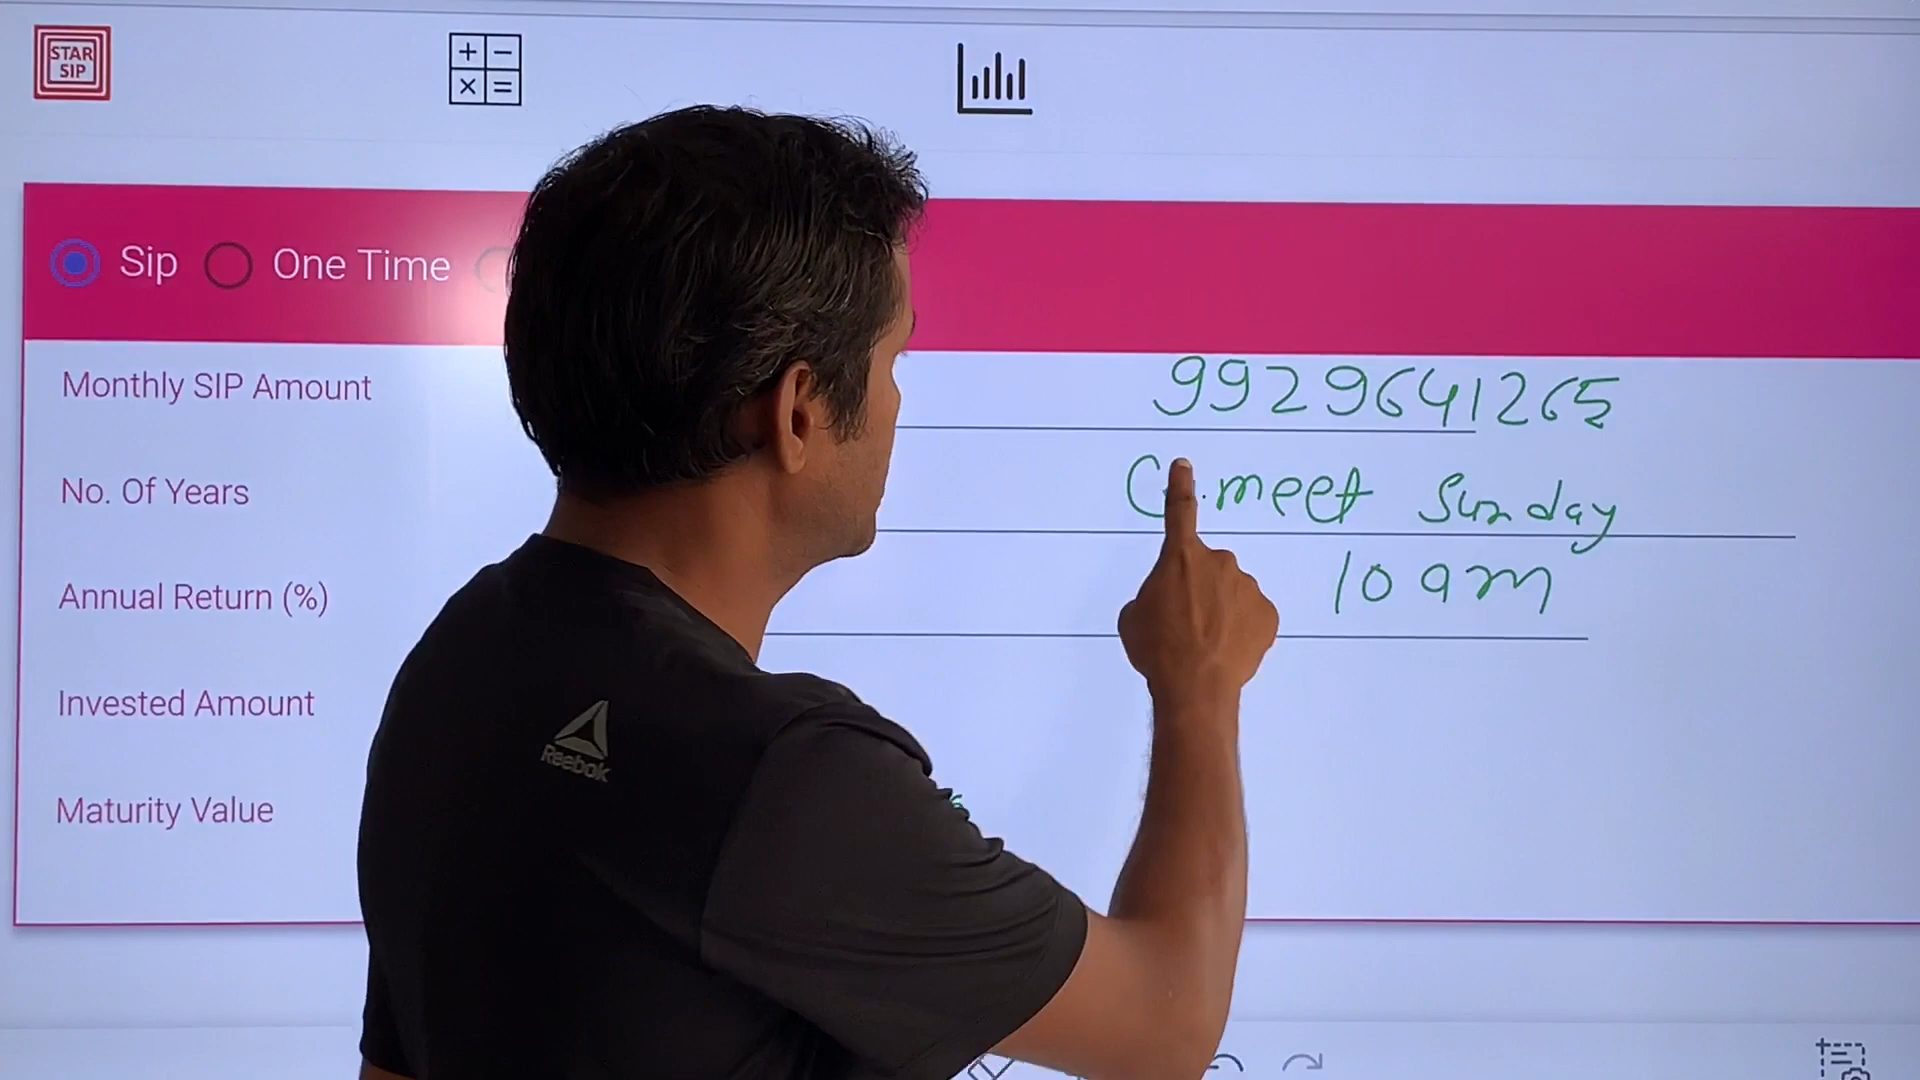 STAR
SIP
+ −
× =
Sip One Time
Monthly SIP Amount
9929641265
No. Of Years
G.meet Sunday
Annual Return (%)
10 am
Invested Amount
Reebok
Maturity Value